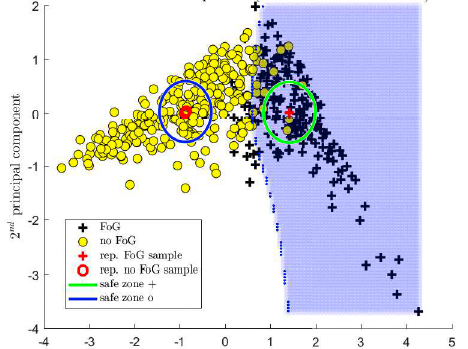 2
1
0
-1
-2
-3
-4
2nd principal component
FoG
no FoG
rep. FoG sample
rep. no FoG sample
safe zone +
safe zone o
-4 -3 -2 -1 0 1 2 3 4 5